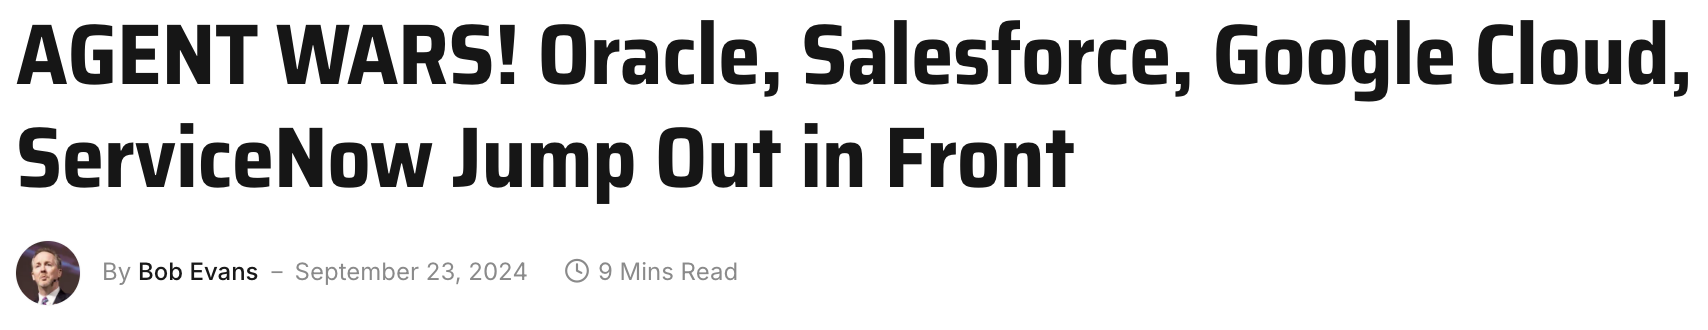 AGENT WARS! Oracle, Salesforce, Google Cloud,
ServiceNow Jump Out in Front
By Bob Evans – September 23, 2024 9 Mins Read